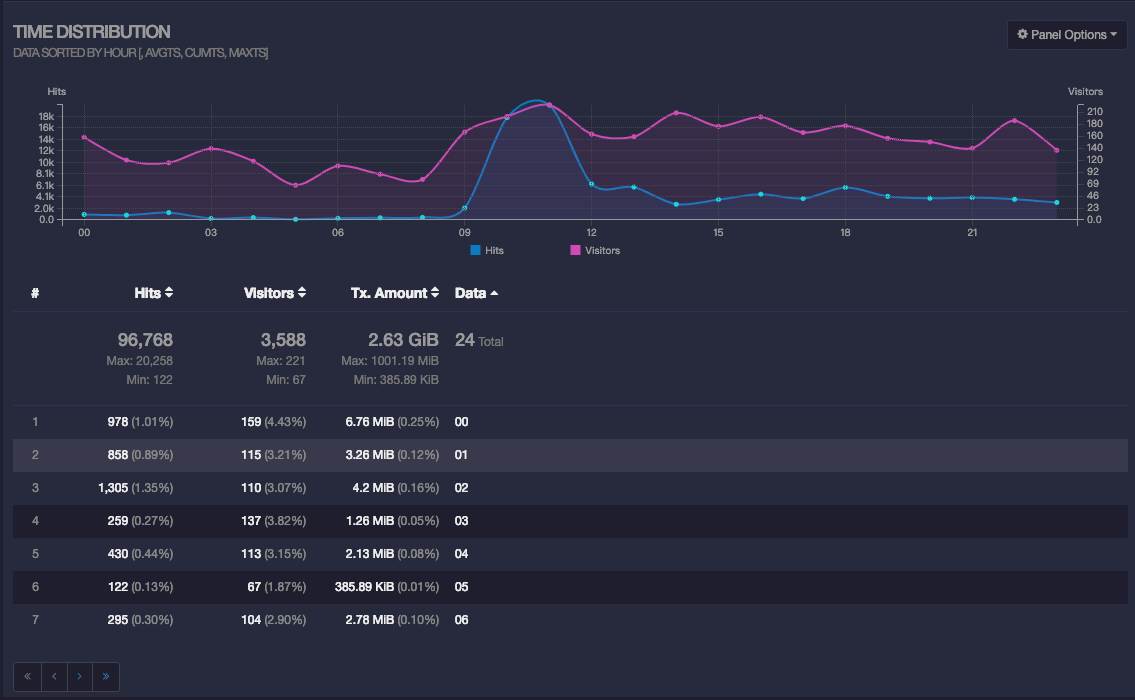 TIME DISTRIBUTION
Panel Options
DATA SORTED BY HOUR [, AVGTS, CUMTS, MAXTS]
Hits Visitors
18k 210
16k 180
14k 160
12k 140
10k 120
8.1k 92
6.1k 69
4.1k 46
2.0k 23
0.0 0.0
00 03 06 09 12 15 18 21
Hits Visitors
# Hits Visitors Tx. Amount Data
96,768 3,588 2.63 GiB 24 Total
Max: 20,258 Max: 221 Max: 1001.19 MiB
Min: 122 Min: 67 Min: 385.89 KiB
1 978 (1.01%) 159 (4.43%) 6.76 MiB (0.25%) 00
2 858 (0.89%) 115 (3.21%) 3.26 MiB (0.12%) 01
3 1,305 (1.35%) 110 (3.07%) 4.2 MiB (0.16%) 02
4 259 (0.27%) 137 (3.82%) 1.26 MiB (0.05%) 03
5 430 (0.44%) 113 (3.15%) 2.13 MiB (0.08%) 04
6 122 (0.13%) 67 (1.87%) 385.89 KiB (0.01%) 05
7 295 (0.30%) 104 (2.90%) 2.78 MiB (0.10%) 06
« ‹ › »